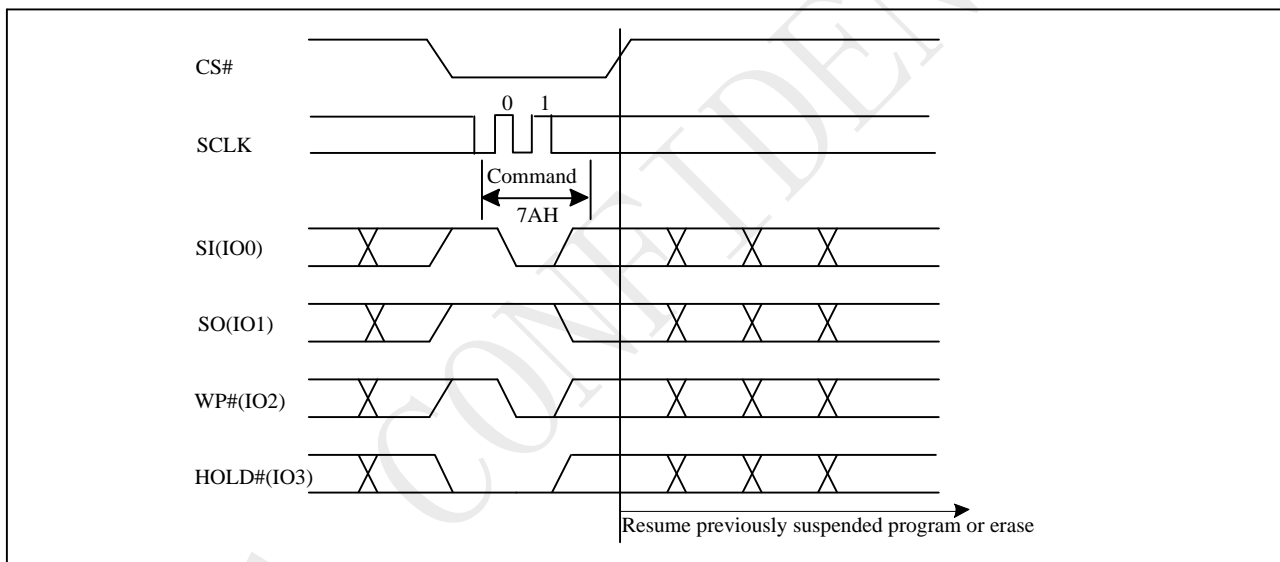 CS#
0 1
SCLK
Command
7AH
SI(IO0)
SO(IO1)
WP#(IO2)
HOLD#(IO3)
Resume previously suspended program or erase
CONFIDEN